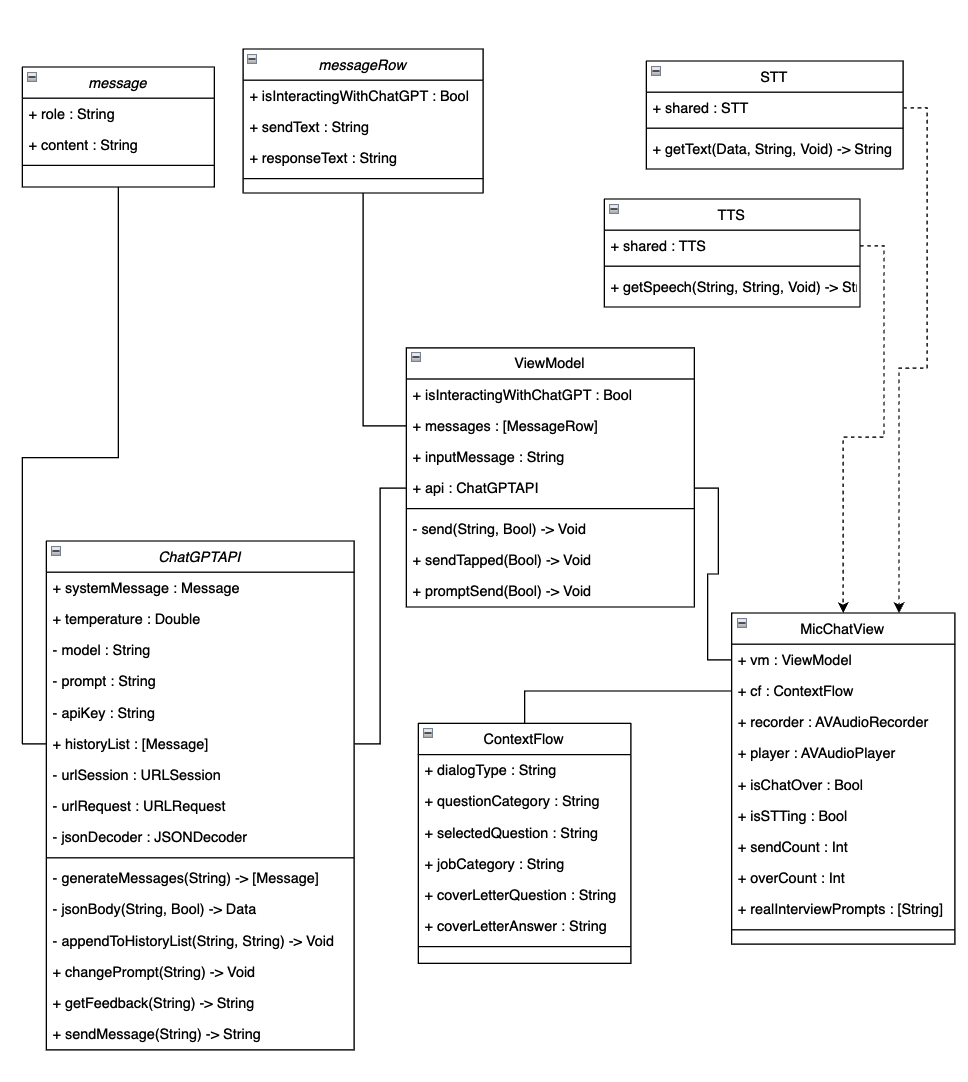 message
+ role : String
+ content : String
messageRow
+ isInteractingWithChatGPT : Bool
+ sendText : String
+ responseText : String
STT
+ shared : STT
+ getText(Data, String, Void) -> String
TTS
+ shared : TTS
+ getSpeech(String, String, Void) -> St
ViewModel
+ isInteractingWithChatGPT : Bool
+ messages : [MessageRow]
+ inputMessage : String
+ api : ChatGPTAPI
- send(String, Bool) -> Void
+ sendTapped(Bool) -> Void
+ promptSend(Bool) -> Void
ChatGPTAPI
+ systemMessage : Message
+ temperature : Double
- model : String
- prompt : String
- apiKey : String
+ historyList : [Message]
- urlSession : URLSession
- urlRequest : URLRequest
- jsonDecoder : JSONDecoder
- generateMessages(String) -> [Message]
- jsonBody(String, Bool) -> Data
- appendToHistoryList(String, String) -> Void
+ changePrompt(String) -> Void
+ getFeedback(String) -> String
+ sendMessage(String) -> String
ContextFlow
+ dialogType : String
+ questionCategory : String
+ selectedQuestion : String
+ jobCategory : String
+ coverLetterQuestion : String
+ coverLetterAnswer : String
MicChatView
+ vm : ViewModel
+ cf : ContextFlow
+ recorder : AVAudioRecorder
+ player : AVAudioPlayer
+ isChatOver : Bool
+ isSTTing : Bool
+ sendCount : Int
+ overCount : Int
+ realInterviewPrompts : [String]